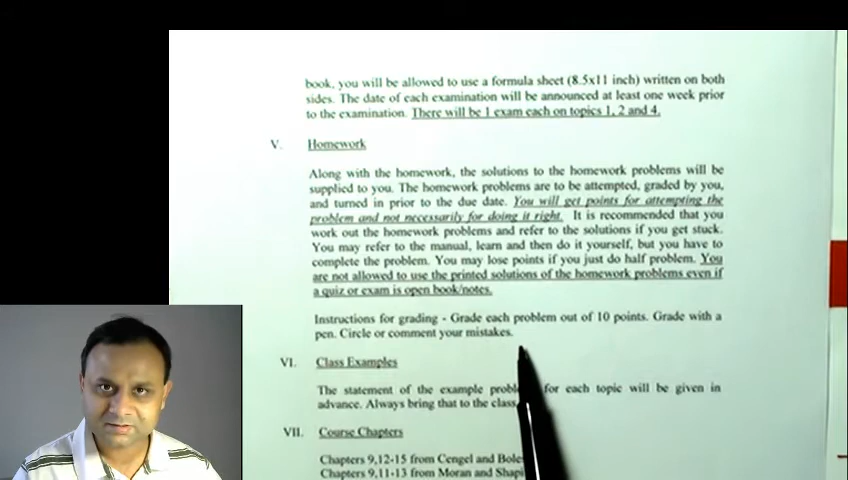 book, you will be allowed to use a formula sheet (8.5x11 inch) written on both
sides. The date of each examination will be announced at least one week prior
to the examination. There will be 1 exam each on topics 1, 2 and 4.
V. Homework
Along with the homework, the solutions to the homework problems will be
supplied to you. The homework problems are to be attempted, graded by you,
and turned in prior to the due date. You will get points for attempting the
problem and not necessarily for doing it right. It is recommended that you
work out the homework problems and refer to the solutions if you get stuck.
You may refer to the manual, learn and then do it yourself, but you have to
complete the problem. You may lose points if you just do half problem. You
are not allowed to use the printed solutions of the homework problems even if
a quiz or exam is open book/notes.
Instructions for grading - Grade each problem out of 10 points. Grade with a
pen. Circle or comment your mistakes.
VI. Class Examples
The statement of the example for each topic will be given in
advance. Always bring that to the class.
VII. Course Chapters
Chapters 9,12-15 from Cengel and
Chapters 9,11-13 from Moran and